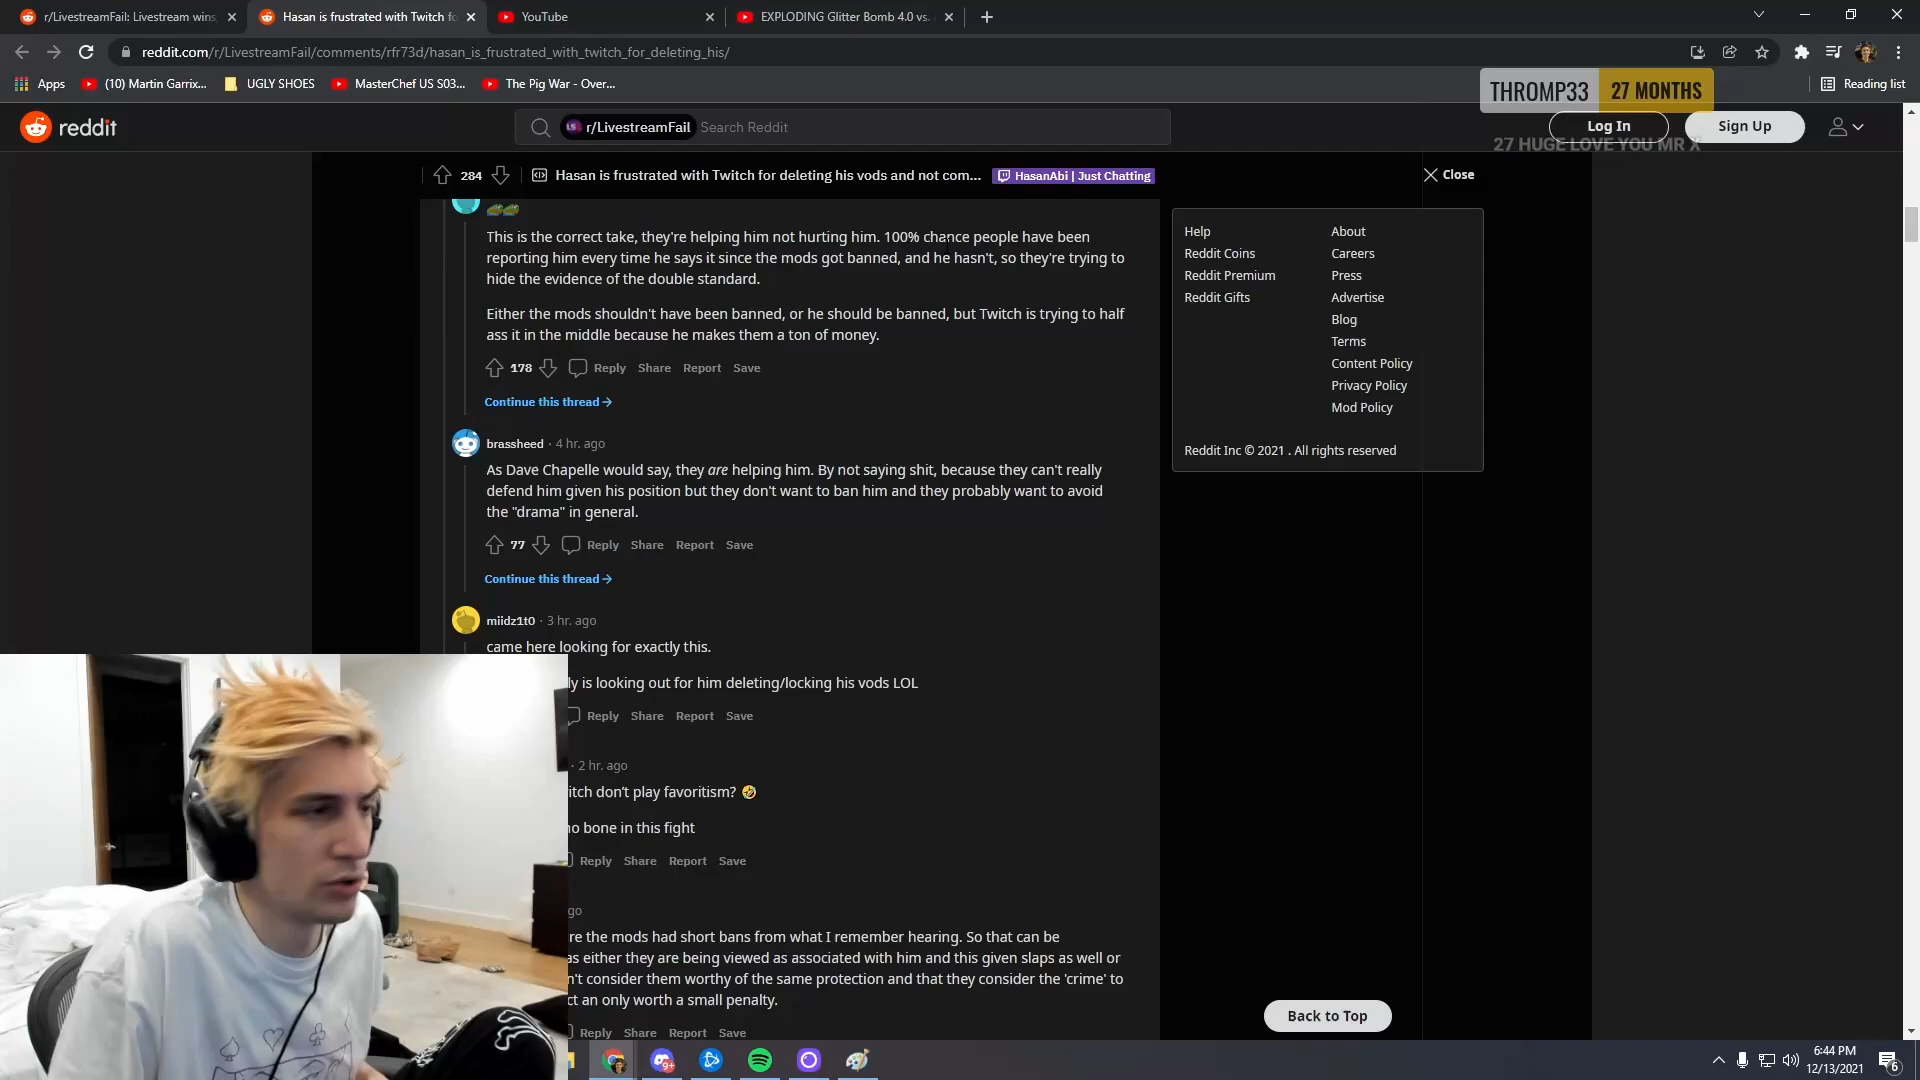 r/LivestreamFail: Livestream wins,
Hasan is frustrated with Twitch fo
YouTube
EXPLODING Glitter Bomb 4.0 vs.
reddit.com/r/LivestreamFail/comments/rfr73d/hasan_is_frustrated_with_twitch_for_deleting_his/
Apps
(10) Martin Garrix...
UGLY SHOES
MasterChef US S03...
The Pig War - Over...
THROMP33 27 MONTHS
Reading list
reddit
r/LivestreamFail Search Reddit
Log In
Sign Up
27 HUGE LOVE YOU MR X
284 Hasan is frustrated with Twitch for deleting his vods and not com... HasanAbi | Just Chatting
Close
This is the correct take, they're helping him not hurting him. 100% chance people have been
reporting him every time he says it since the mods got banned, and he hasn't, so they're trying to
hide the evidence of the double standard.
Either the mods shouldn't have been banned, or he should be banned, but Twitch is trying to half
ass it in the middle because he makes them a ton of money.
178 Reply Share Report Save
Continue this thread →
brassheed · 4 hr. ago
As Dave Chapelle would say, they are helping him. By not saying shit, because they can't really
defend him given his position but they don't want to ban him and they probably want to avoid
the "drama" in general.
77 Reply Share Report Save
Continue this thread →
miidz1t0 · 3 hr. ago
came here looking for exactly this.
ly is looking out for him deleting/locking his vods LOL
Reply Share Report Save
· 2 hr. ago
itch don’t play favoritism? 🤣
no bone in this fight
Reply Share Report Save
go
re the mods had short bans from what I remember hearing. So that can be
as either they are being viewed as associated with him and this given slaps as well or
n't consider them worthy of the same protection and that they consider the 'crime' to
ct an only worth a small penalty.
Reply Share Report Save
Help
About
Reddit Coins
Careers
Reddit Premium
Press
Reddit Gifts
Advertise
Blog
Terms
Content Policy
Privacy Policy
Mod Policy
Reddit Inc © 2021 . All rights reserved
Back to Top
9+
6:44 PM
12/13/2021
6